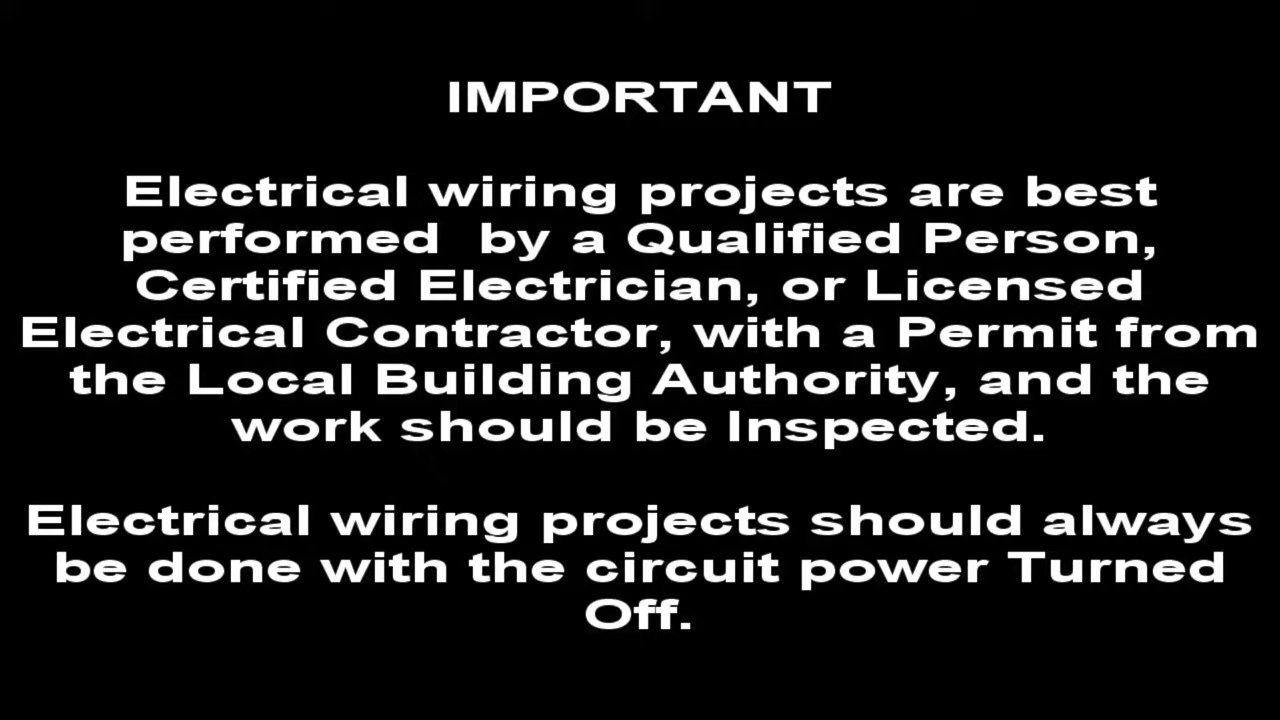 IMPORTANT
Electrical wiring projects are best
performed  by a Qualified Person,
Certified Electrician, or Licensed
Electrical Contractor, with a Permit from
the Local Building Authority, and the
work should be Inspected.
Electrical wiring projects should always
be done with the circuit power Turned
Off.